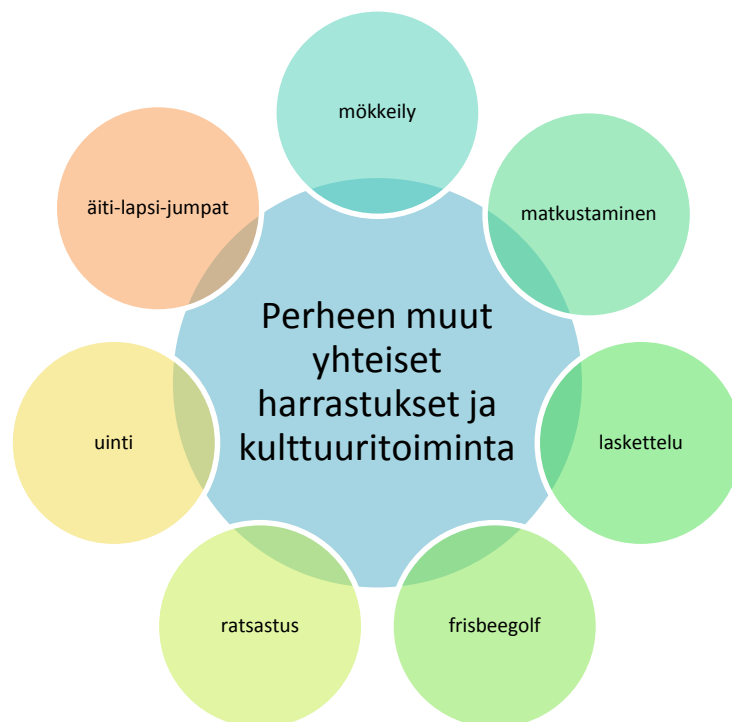 mökkeily
äiti-lapsi-jumpat
matkustaminen
Perheen muut
yhteiset
harrastukset ja
kulttuuritoiminta
uinti
laskettelu
ratsastus
frisbeegolf